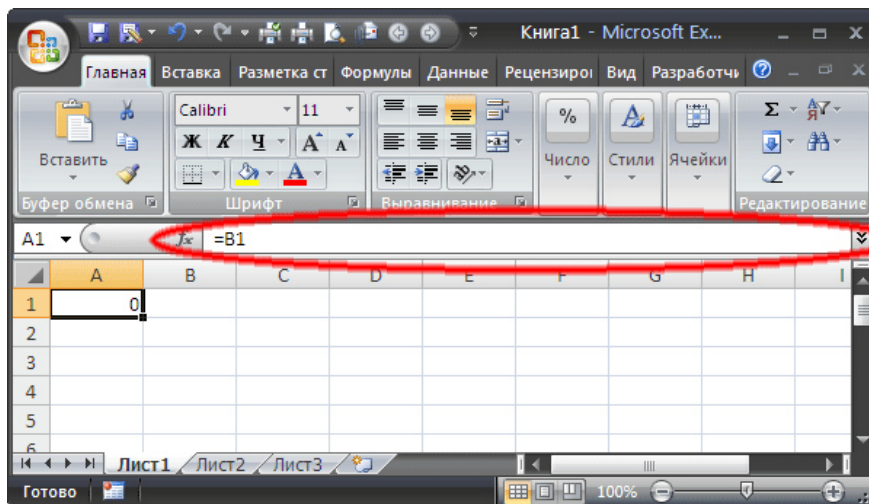 Книга1 - Microsoft Ex...
Главная Вставка Разметка ст Формулы Данные Рецензиро Вид Разработчи
Calibri 11
Вставить Ж К Ч А А % Число Стили Ячейки Σ А Я
Буфер обмена Шрифт Выравнивание Редактирование
A1 fx =B1
A B C D E F G H I
1 0
2
3
4
5
6
Лист1 Лист2 Лист3
Готово 100%